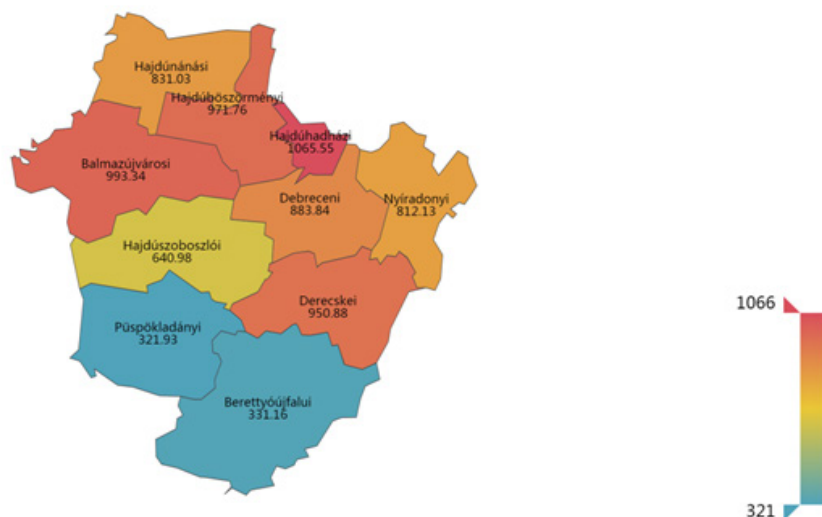 Hajdúnánási
831.03
Hajdúböszörményi
971.76
Hajdúhadházi
1065.55
Balmazújvárosi
993.34
Debreceni
883.84
Nyíradonyi
812.13
Hajdúszoboszlói
640.98
Derecskei
950.88
Püspökladányi
321.93
Berettyóújfalui
331.16
1066
321